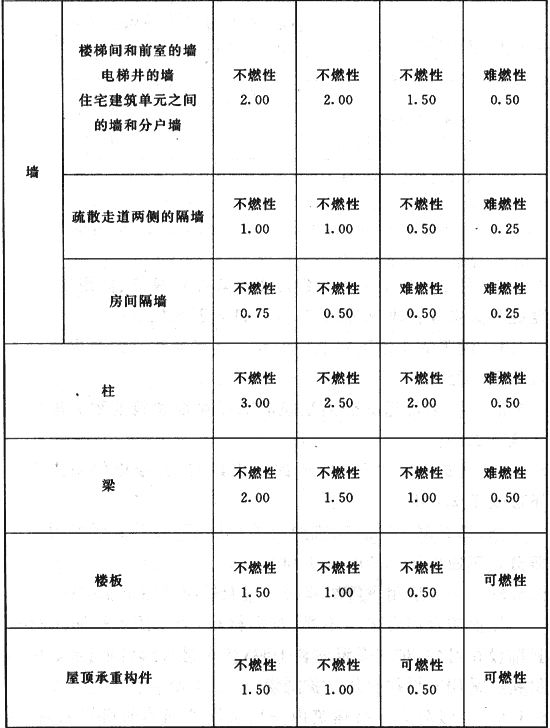 墙
楼梯间和前室的墙
电梯井的墙
住宅建筑单元之间
的墙和分户墙
不燃性
2.00
不燃性
2.00
不燃性
1.50
难燃性
0.50
疏散走道两侧的隔墙
不燃性
1.00
不燃性
1.00
不燃性
0.50
难燃性
0.25
房间隔墙
不燃性
0.75
不燃性
0.50
难燃性
0.50
难燃性
0.25
柱
不燃性
3.00
不燃性
2.50
不燃性
2.00
难燃性
0.50
梁
不燃性
2.00
不燃性
1.50
不燃性
1.00
难燃性
0.50
楼板
不燃性
1.50
不燃性
1.00
不燃性
0.50
可燃性
屋顶承重构件
不燃性
1.50
不燃性
1.00
可燃性
0.50
可燃性